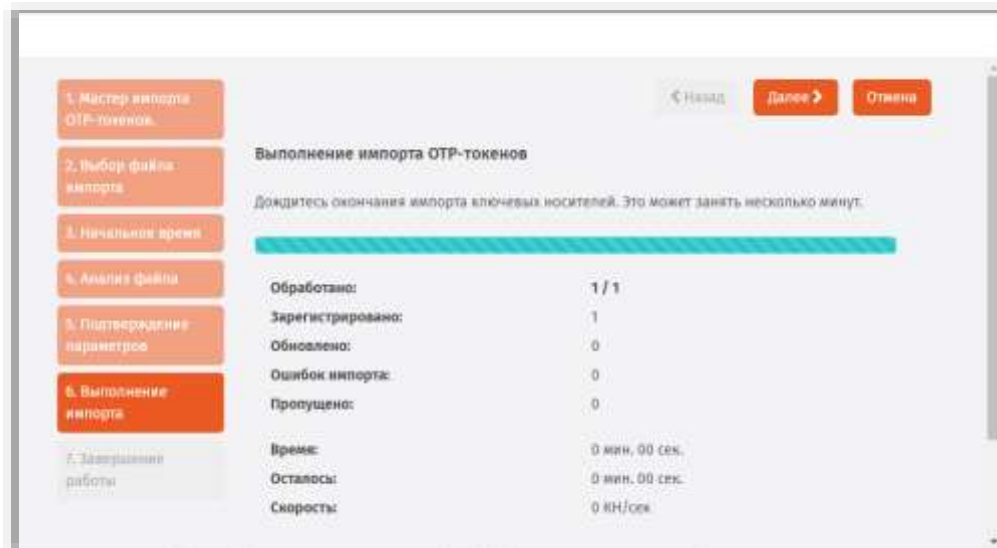 1. Мастер импорта
OTP-токенов.
2. Выбор файла
импорта
3. Начальное время
4. Анализ файла
5. Подтверждение
параметров
6. Выполнение
импорта
7. Завершение
работы
Назад
Далее
Отмена
Выполнение импорта OTP-токенов
Дождитесь окончания импорта ключевых носителей. Это может занять несколько минут.
Обработано: 1 / 1
Зарегистрировано: 1
Обновлено: 0
Ошибок импорта: 0
Пропущено: 0
Время: 0 мин. 00 сек.
Осталось: 0 мин. 00 сек.
Скорость: 0 КН/сек